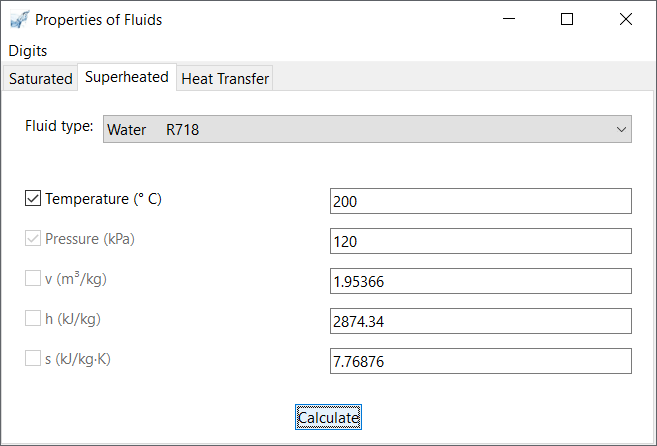 Properties of Fluids
Digits
Saturated Superheated Heat Transfer
Fluid type: Water R718
Temperature (° C) 200
Pressure (kPa) 120
v (m³/kg) 1.95366
h (kJ/kg) 2874.34
s (kJ/kg·K) 7.76876
Calculate